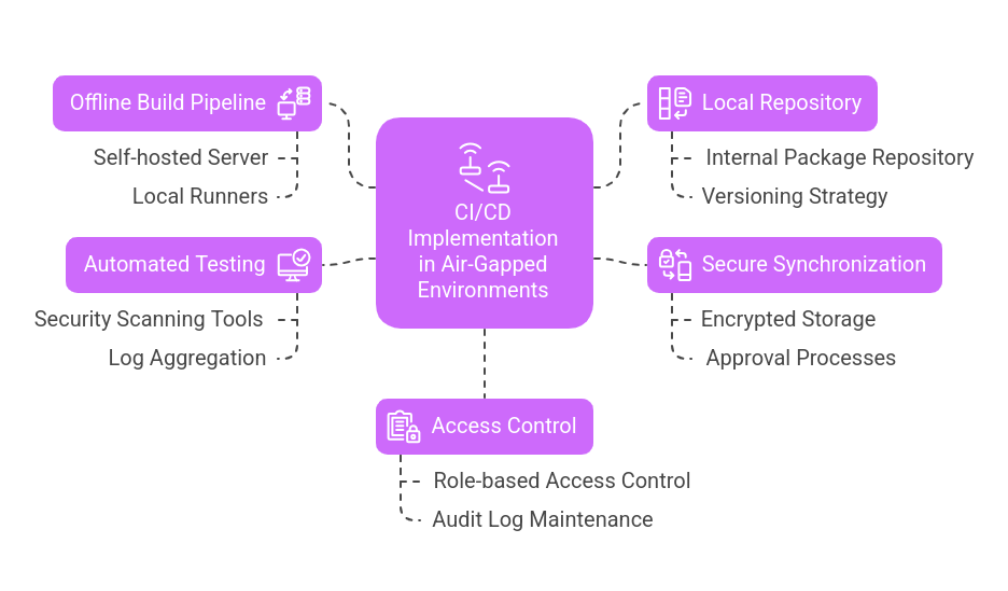 Offline Build Pipeline
Self-hosted Server
Local Runners
Automated Testing
Security Scanning Tools
Log Aggregation
CI/CD
Implementation
in Air-Gapped
Environments
Local Repository
Internal Package Repository
Versioning Strategy
Secure Synchronization
Encrypted Storage
Approval Processes
Access Control
Role-based Access Control
Audit Log Maintenance